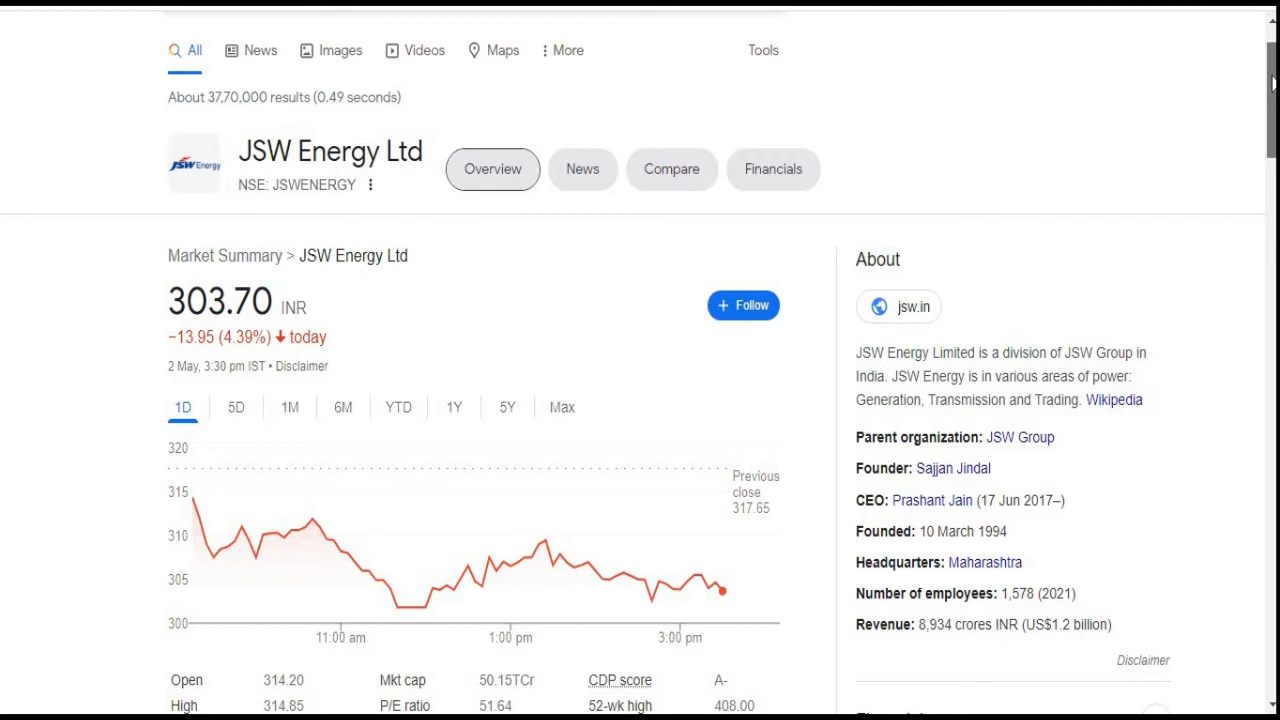 All News Images Videos Maps More Tools
About 37,70,000 results (0.49 seconds)
JSW Energy
JSW Energy Ltd
NSE: JSWENERGY
Overview News Compare Financials
Market Summary > JSW Energy Ltd
303.70 INR
+ Follow
−13.95 (4.39%) today
2 May, 3:30 pm IST • Disclaimer
1D 5D 1M 6M YTD 1Y 5Y Max
320
315
310
305
300
Previous
close
317.65
11:00 am 1:00 pm 3:00 pm
Open 314.20 Mkt cap 50.15TCr CDP score A-
High 314.85 P/E ratio 51.64 52-wk high 408.00
About
jsw.in
JSW Energy Limited is a division of JSW Group in
India. JSW Energy is in various areas of power:
Generation, Transmission and Trading. Wikipedia
Parent organization: JSW Group
Founder: Sajjan Jindal
CEO: Prashant Jain (17 Jun 2017–)
Founded: 10 March 1994
Headquarters: Maharashtra
Number of employees: 1,578 (2021)
Revenue: 8,934 crores INR (US$1.2 billion)
Disclaimer